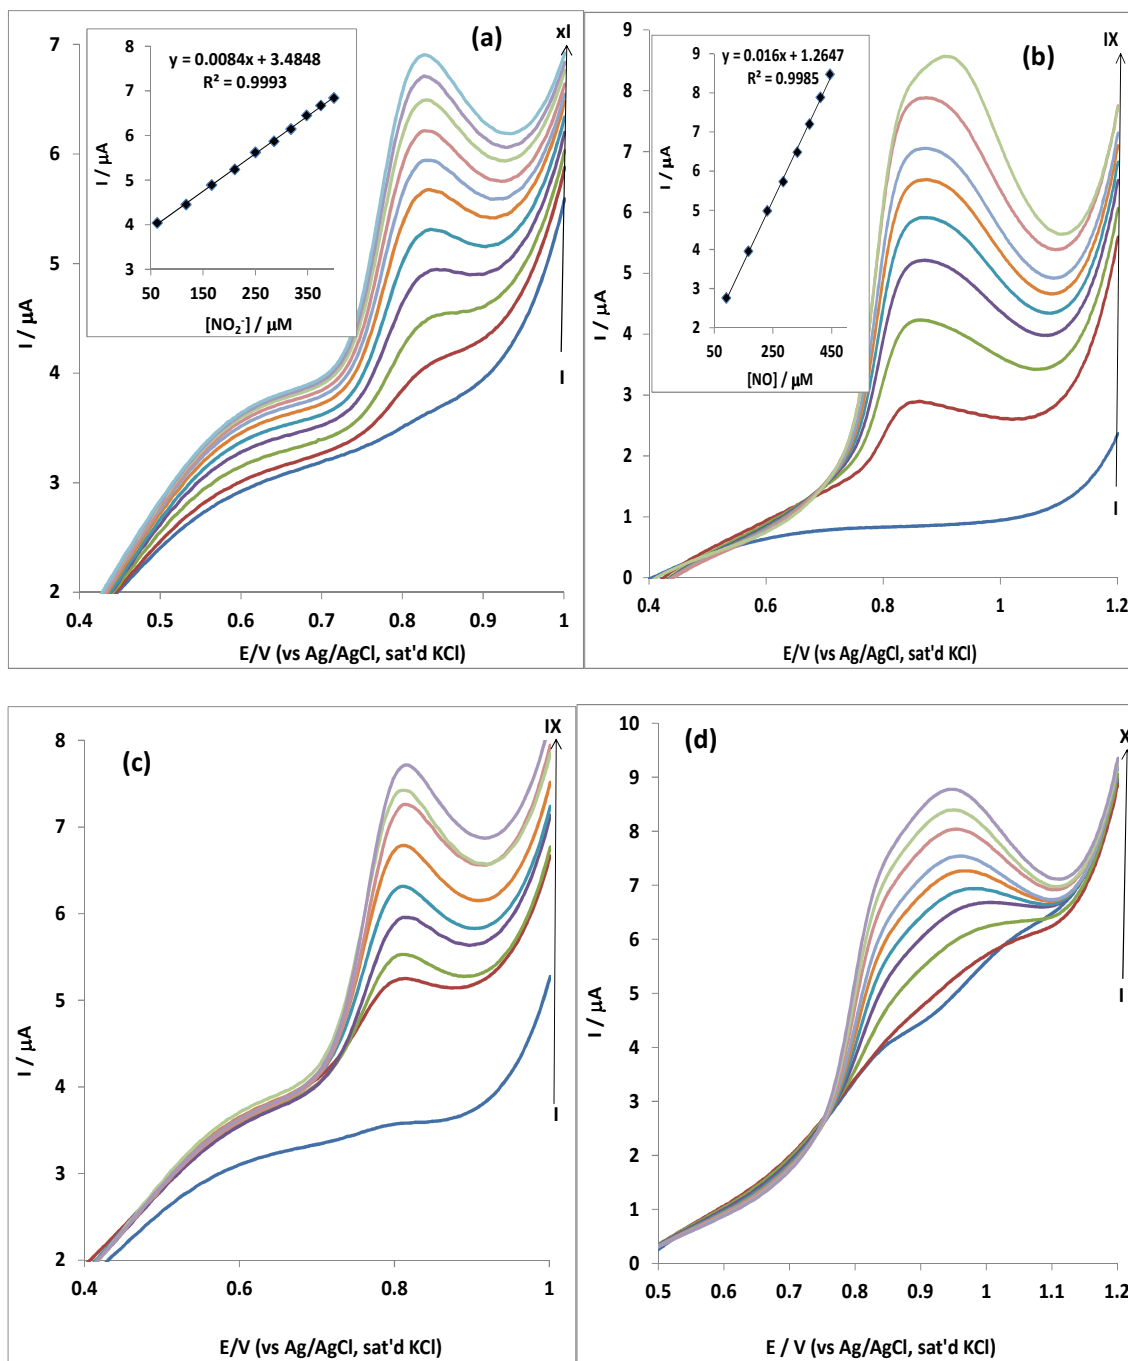 (a)
xI
7
6
5
4
3
2
I / µA
y = 0.0084x + 3.4848
R² = 0.9993
8
7
6
5
4
3
I / µA
50 150 250 350
[NO₂⁻] / µM
I
0.4 0.5 0.6 0.7 0.8 0.9 1
E/V (vs Ag/AgCl, sat'd KCl)
(b)
IX
9
8
7
6
5
4
3
2
1
0
I / µA
y = 0.016x + 1.2647
R² = 0.9985
9
8
7
6
5
4
3
2
I / µA
50 250 450
[NO] / µM
I
0.4 0.6 0.8 1 1.2
E/V (vs Ag/AgCl, sat'd KCl)
(c)
IX
8
7
6
5
4
3
2
I / µA
I
0.4 0.6 0.8 1
E/V (vs Ag/AgCl, sat'd KCl)
(d)
X
10
9
8
7
6
5
4
3
2
1
0
I / µA
I
0.5 0.6 0.7 0.8 0.9 1 1.1 1.2
E / V (vs Ag/AgCl, sat'd KCl)